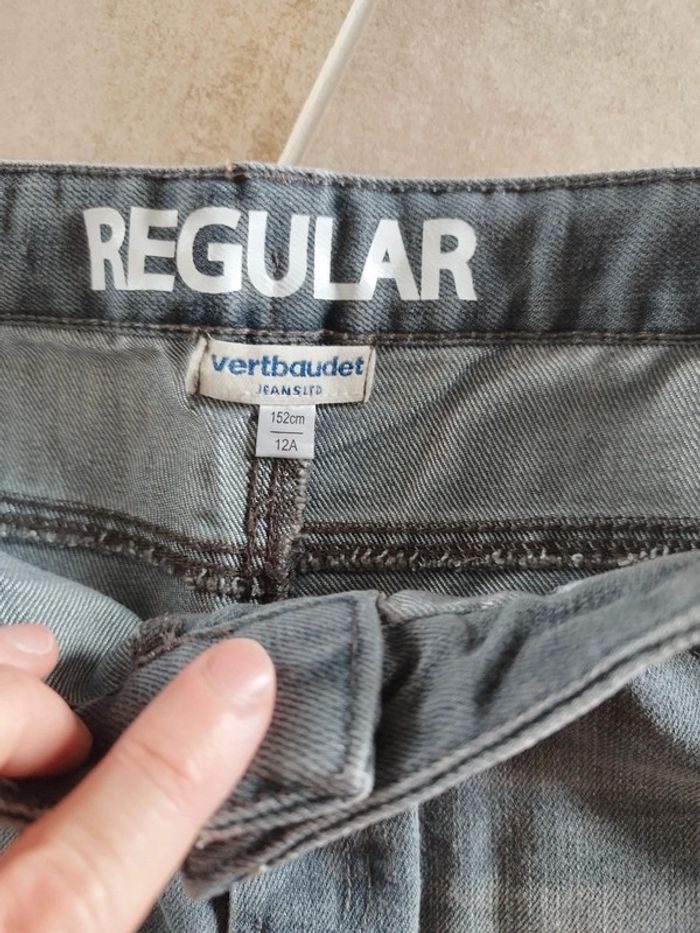 REGULAR
vertbaudet
JEANS LTD
152cm
12A